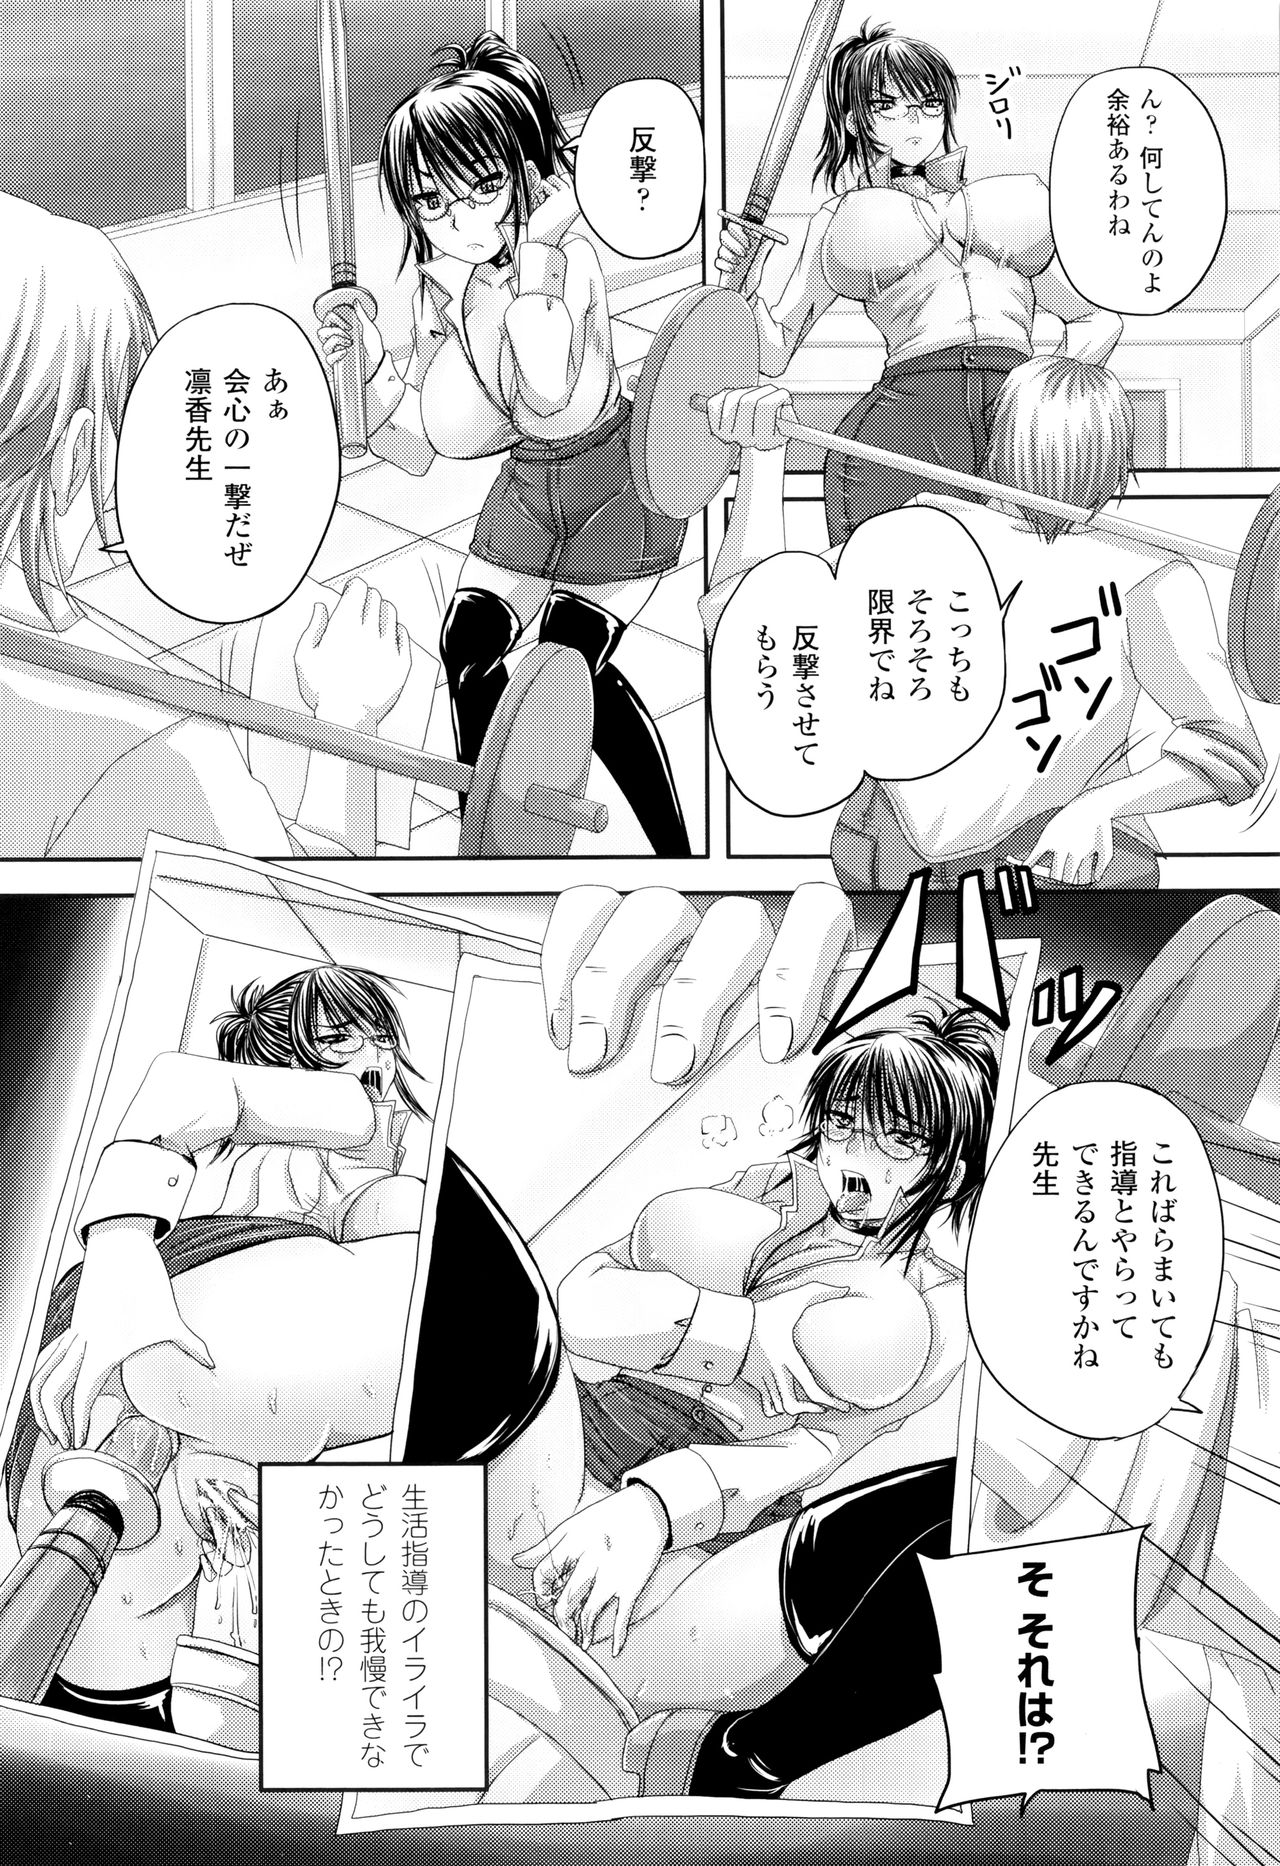 ん?何してんのよ
余裕あるわね
ジロリ
こっちも
そろそろ
限界でね
反撃させて
もらう
ゴソ
ゴソ
反撃?
あぁ
会心の一撃だぜ
凛香先生
バッ
こればらまいても
指導とやらって
できるんですかね
先生
そ それは!?
生活指導のイライラで
どうしても我慢できな
かったときの!?